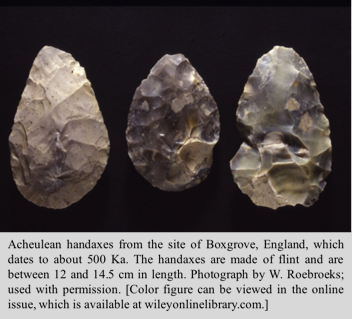 Acheulean handaxes from the site of Boxgrove, England, which
dates to about 500 Ka. The handaxes are made of flint and are
between 12 and 14.5 cm in length. Photograph by W. Roebroeks;
used with permission. [Color figure can be viewed in the online
issue, which is available at wileyonlinelibrary.com.]